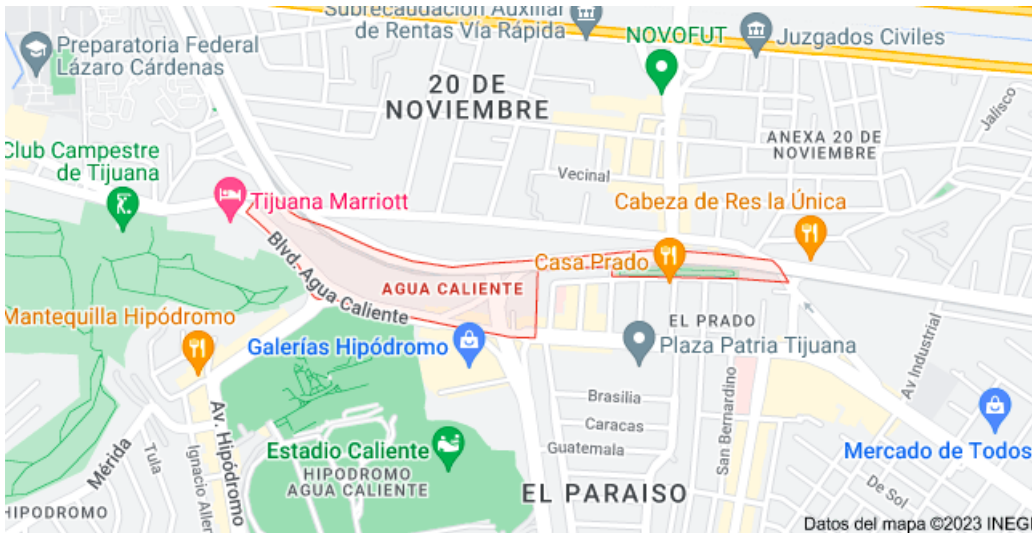 Subrecaudación Auxiliar
de Rentas Vía Rápida
NOVOFUT
Juzgados Civiles
Preparatoria Federal
Lázaro Cárdenas
20 DE
NOVIEMBRE
Jalisco
ANEXA 20 DE
NOVIEMBRE
Club Campestre
de Tijuana
Vecinal
Tijuana Marriott
Cabeza de Res la Única
Blvd. Agua Caliente
Casa Prado
AGUA CALIENTE
Mantequilla Hipódromo
EL PRADO
Galerías Hipódromo
Plaza Patria Tijuana
Av Industrial
Brasilia
San Bernardino
Caracas
Av. Hipódromo
Estadio Caliente
Guatemala
Mercado de Todos
Mérida
Tula
Ignacio Aller
HIPODROMO
AGUA CALIENTE
De Sol
EL PARAISO
HIPODROMO
Datos del mapa ©2023 INEGI